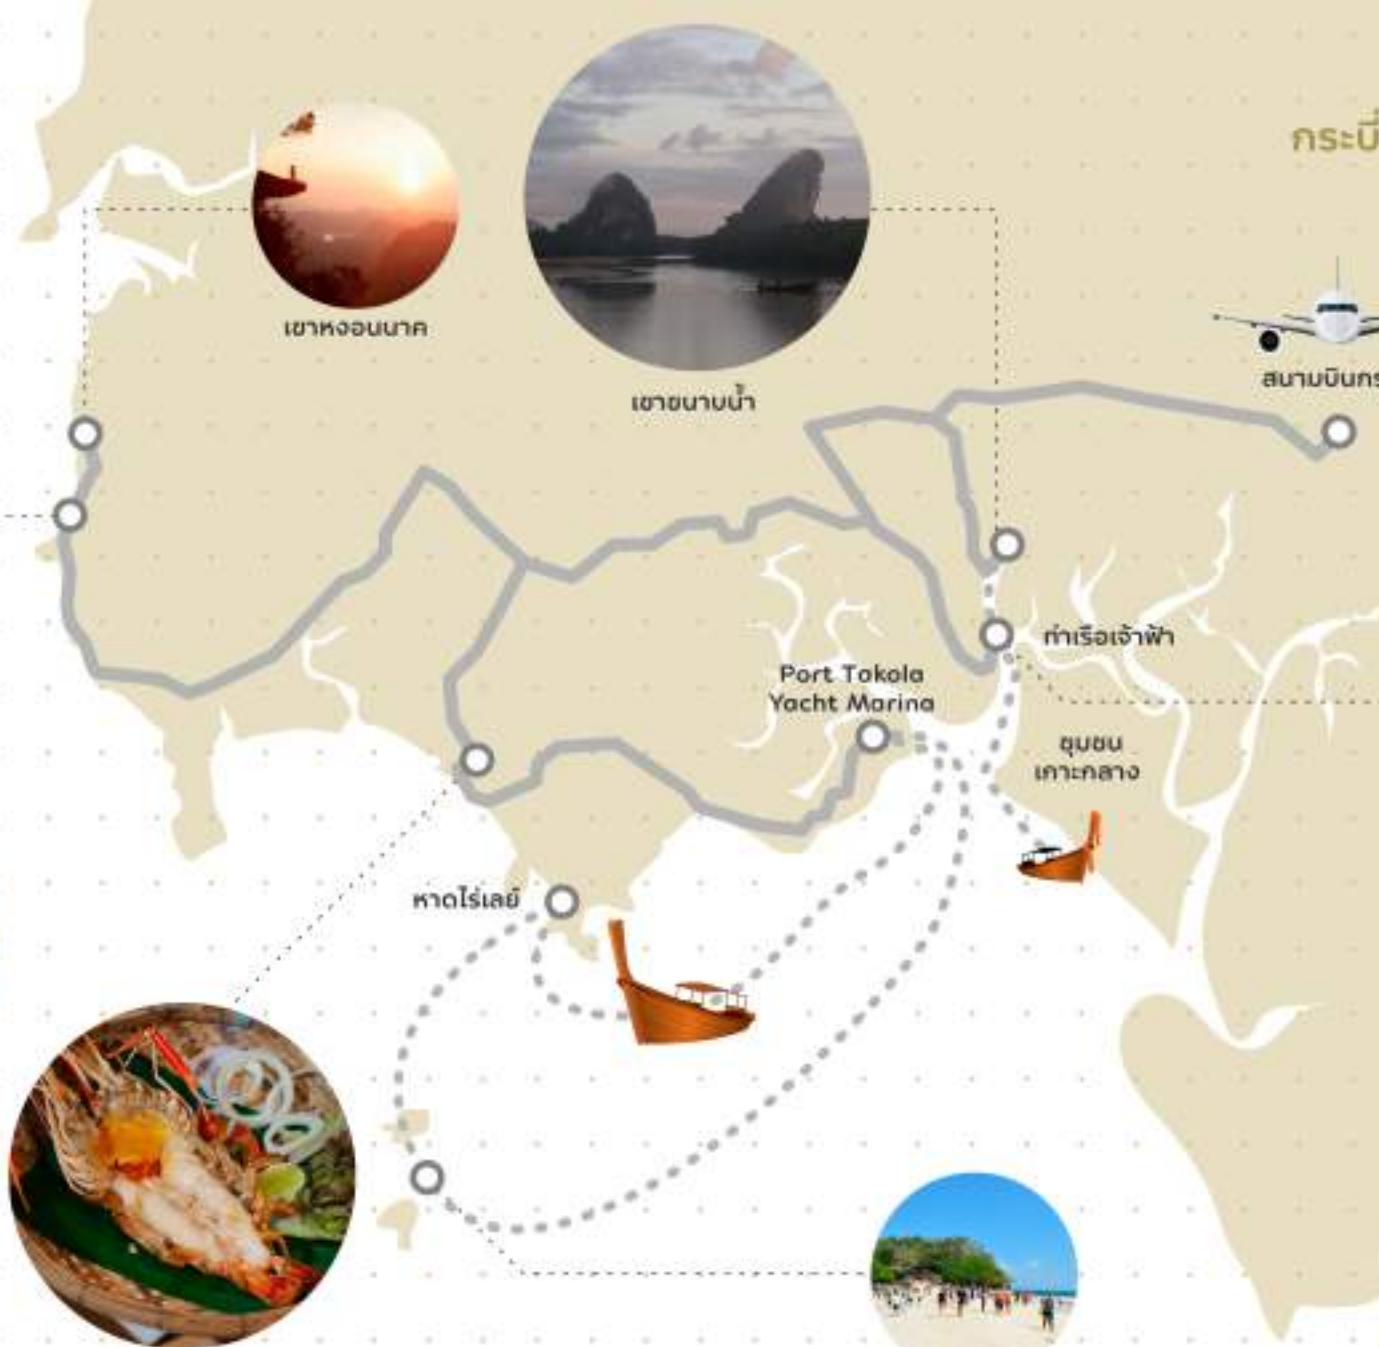 กระบี่
เขาหงอนนาค
เขาขนาบน้ำ
สนามบินกร
ท่าเรือเจ้าฟ้า
Port Takola
Yacht Marina
ชุมชน
เกาะกลาง
หาดไร่เลย์